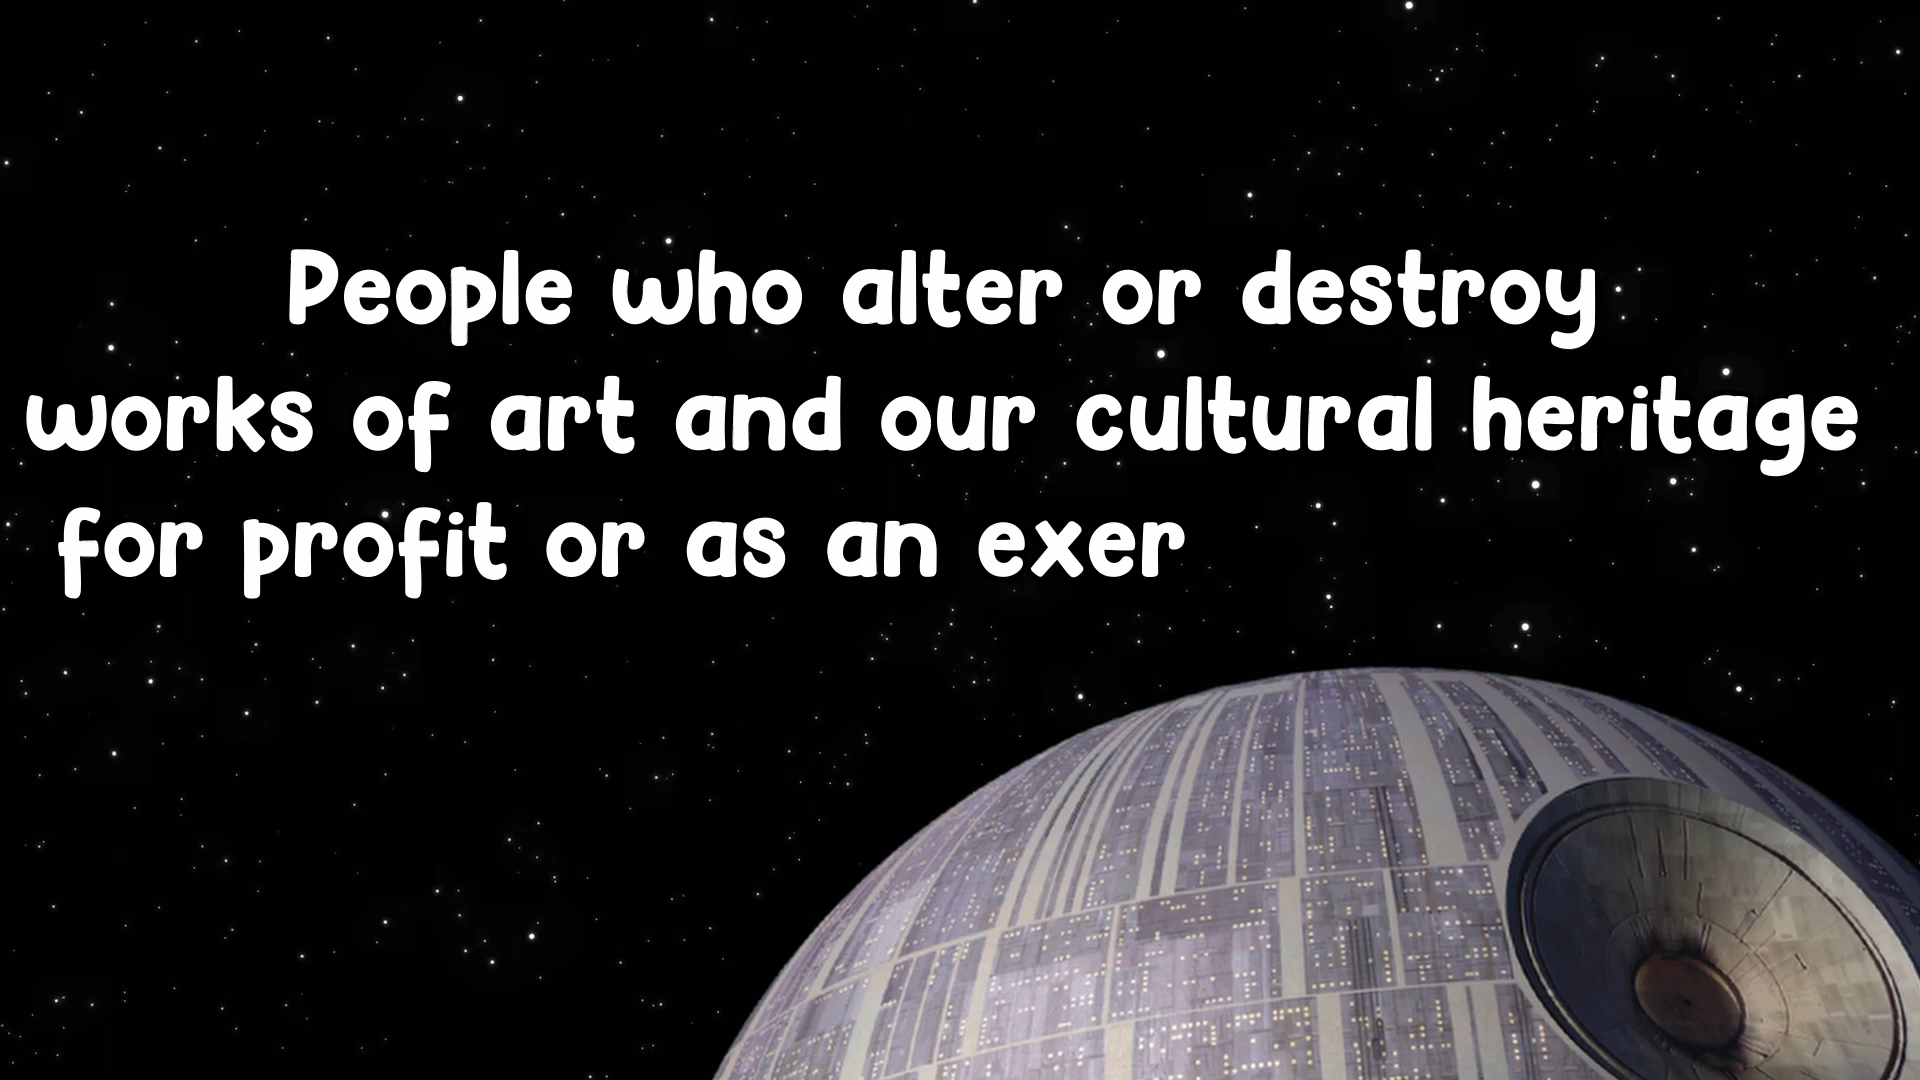 People who alter or destroy
works of art and our cultural heritage
for profit or as an exer